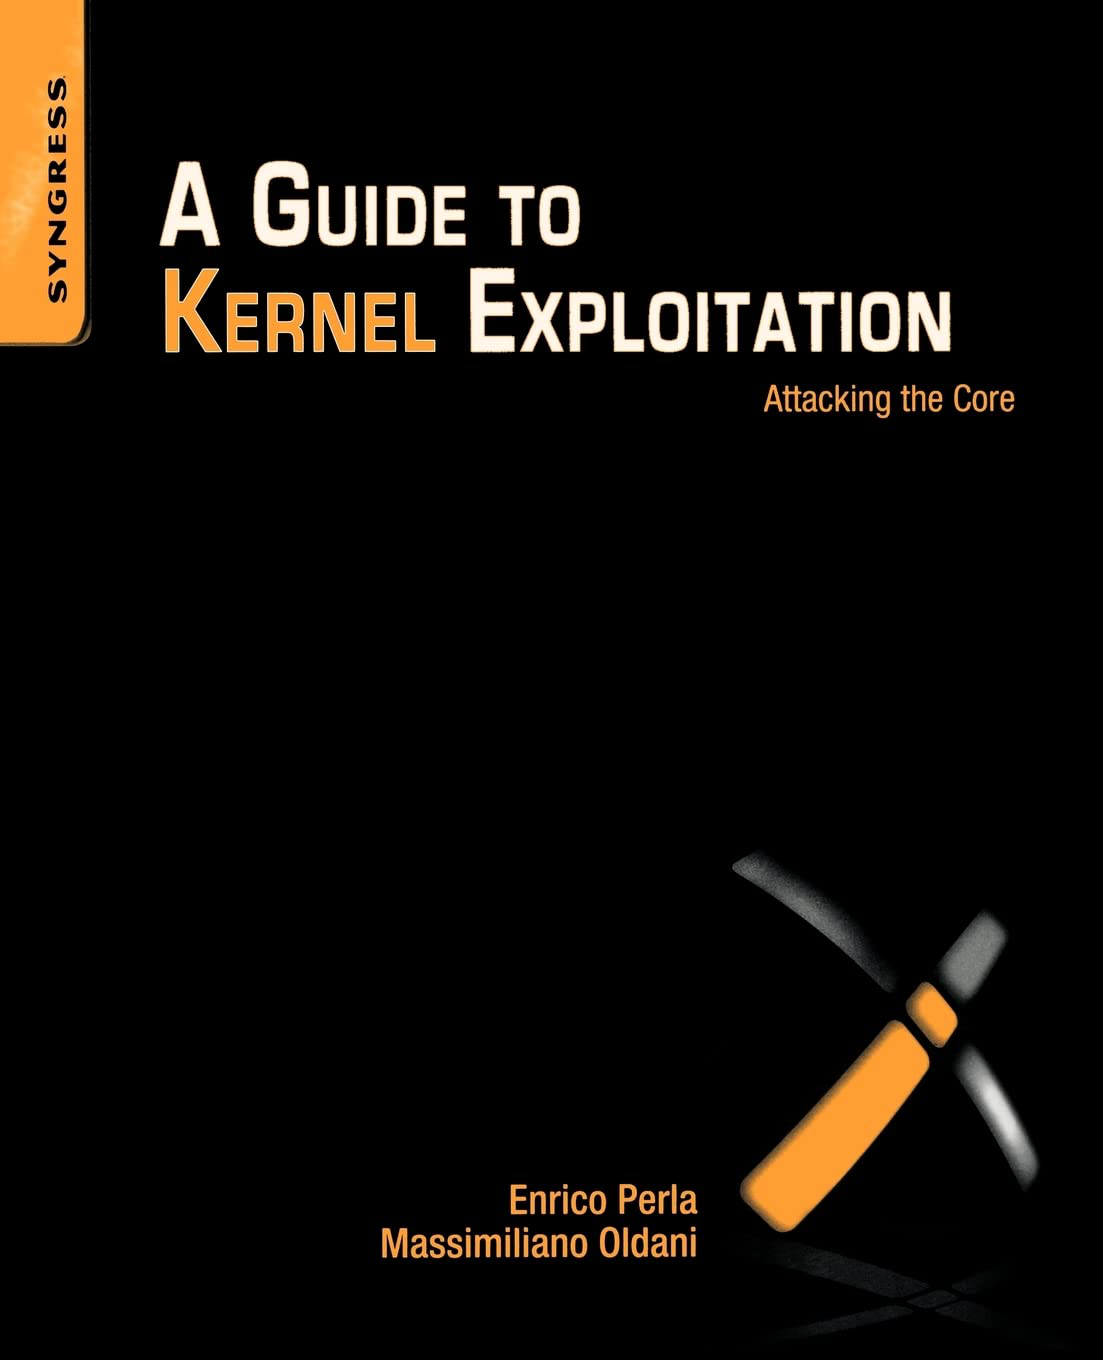 SYNGRESS
A GUIDE TO
KERNEL EXPLOITATION
Attacking the Core
Enrico Perla
Massimiliano Oldani